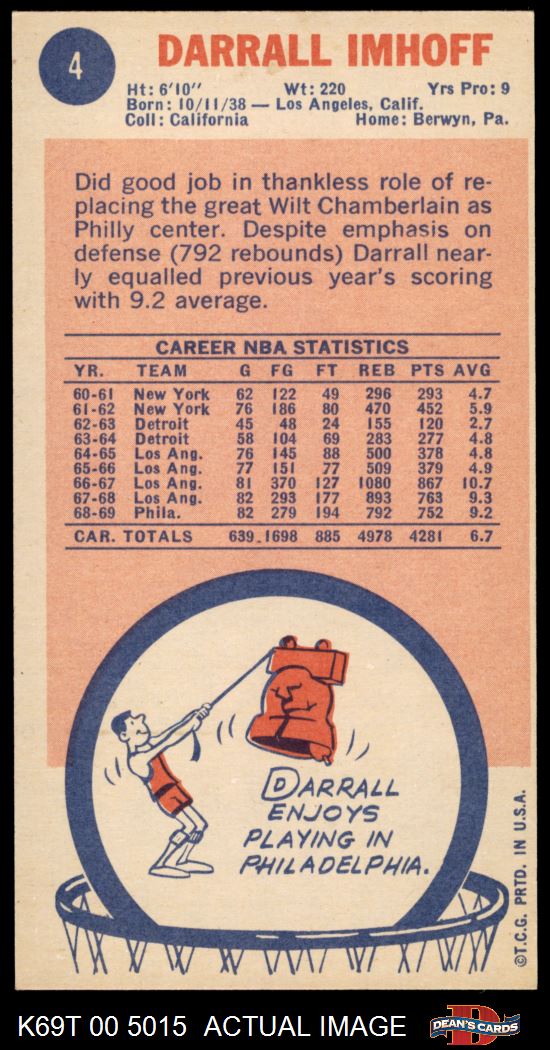 4
DARRALL IMHOFF
Ht: 6'10" Wt: 220 Yrs Pro: 9
Born: 10/11/38 — Los Angeles, Calif.
Coll: California Home: Berwyn, Pa.
Did good job in thankless role of re-
placing the great Wilt Chamberlain as
Philly center. Despite emphasis on
defense (792 rebounds) Darrall near-
ly equalled previous year's scoring
with 9.2 average.
CAREER NBA STATISTICS
YR. TEAM G FG FT REB PTS AVG
60-61 New York 62 122 49 296 293 4.7
61-62 New York 76 186 80 470 452 5.9
62-63 Detroit 45 48 24 155 120 2.7
63-64 Detroit 58 104 69 283 277 4.8
64-65 Los Ang. 76 145 88 500 378 4.8
65-66 Los Ang. 77 151 77 509 379 4.9
66-67 Los Ang. 81 370 127 1080 867 10.7
67-68 Los Ang. 82 293 177 893 763 9.3
68-69 Phila. 82 279 194 792 752 9.2
CAR. TOTALS 639 1698 885 4978 4281 6.7
DARRALL
ENJOYS
PLAYING IN
PHILADELPHIA.
©T.C.G. PRTD. IN U.S.A.
K69T 00 5015 ACTUAL IMAGE
D
DEAN'S CARDS